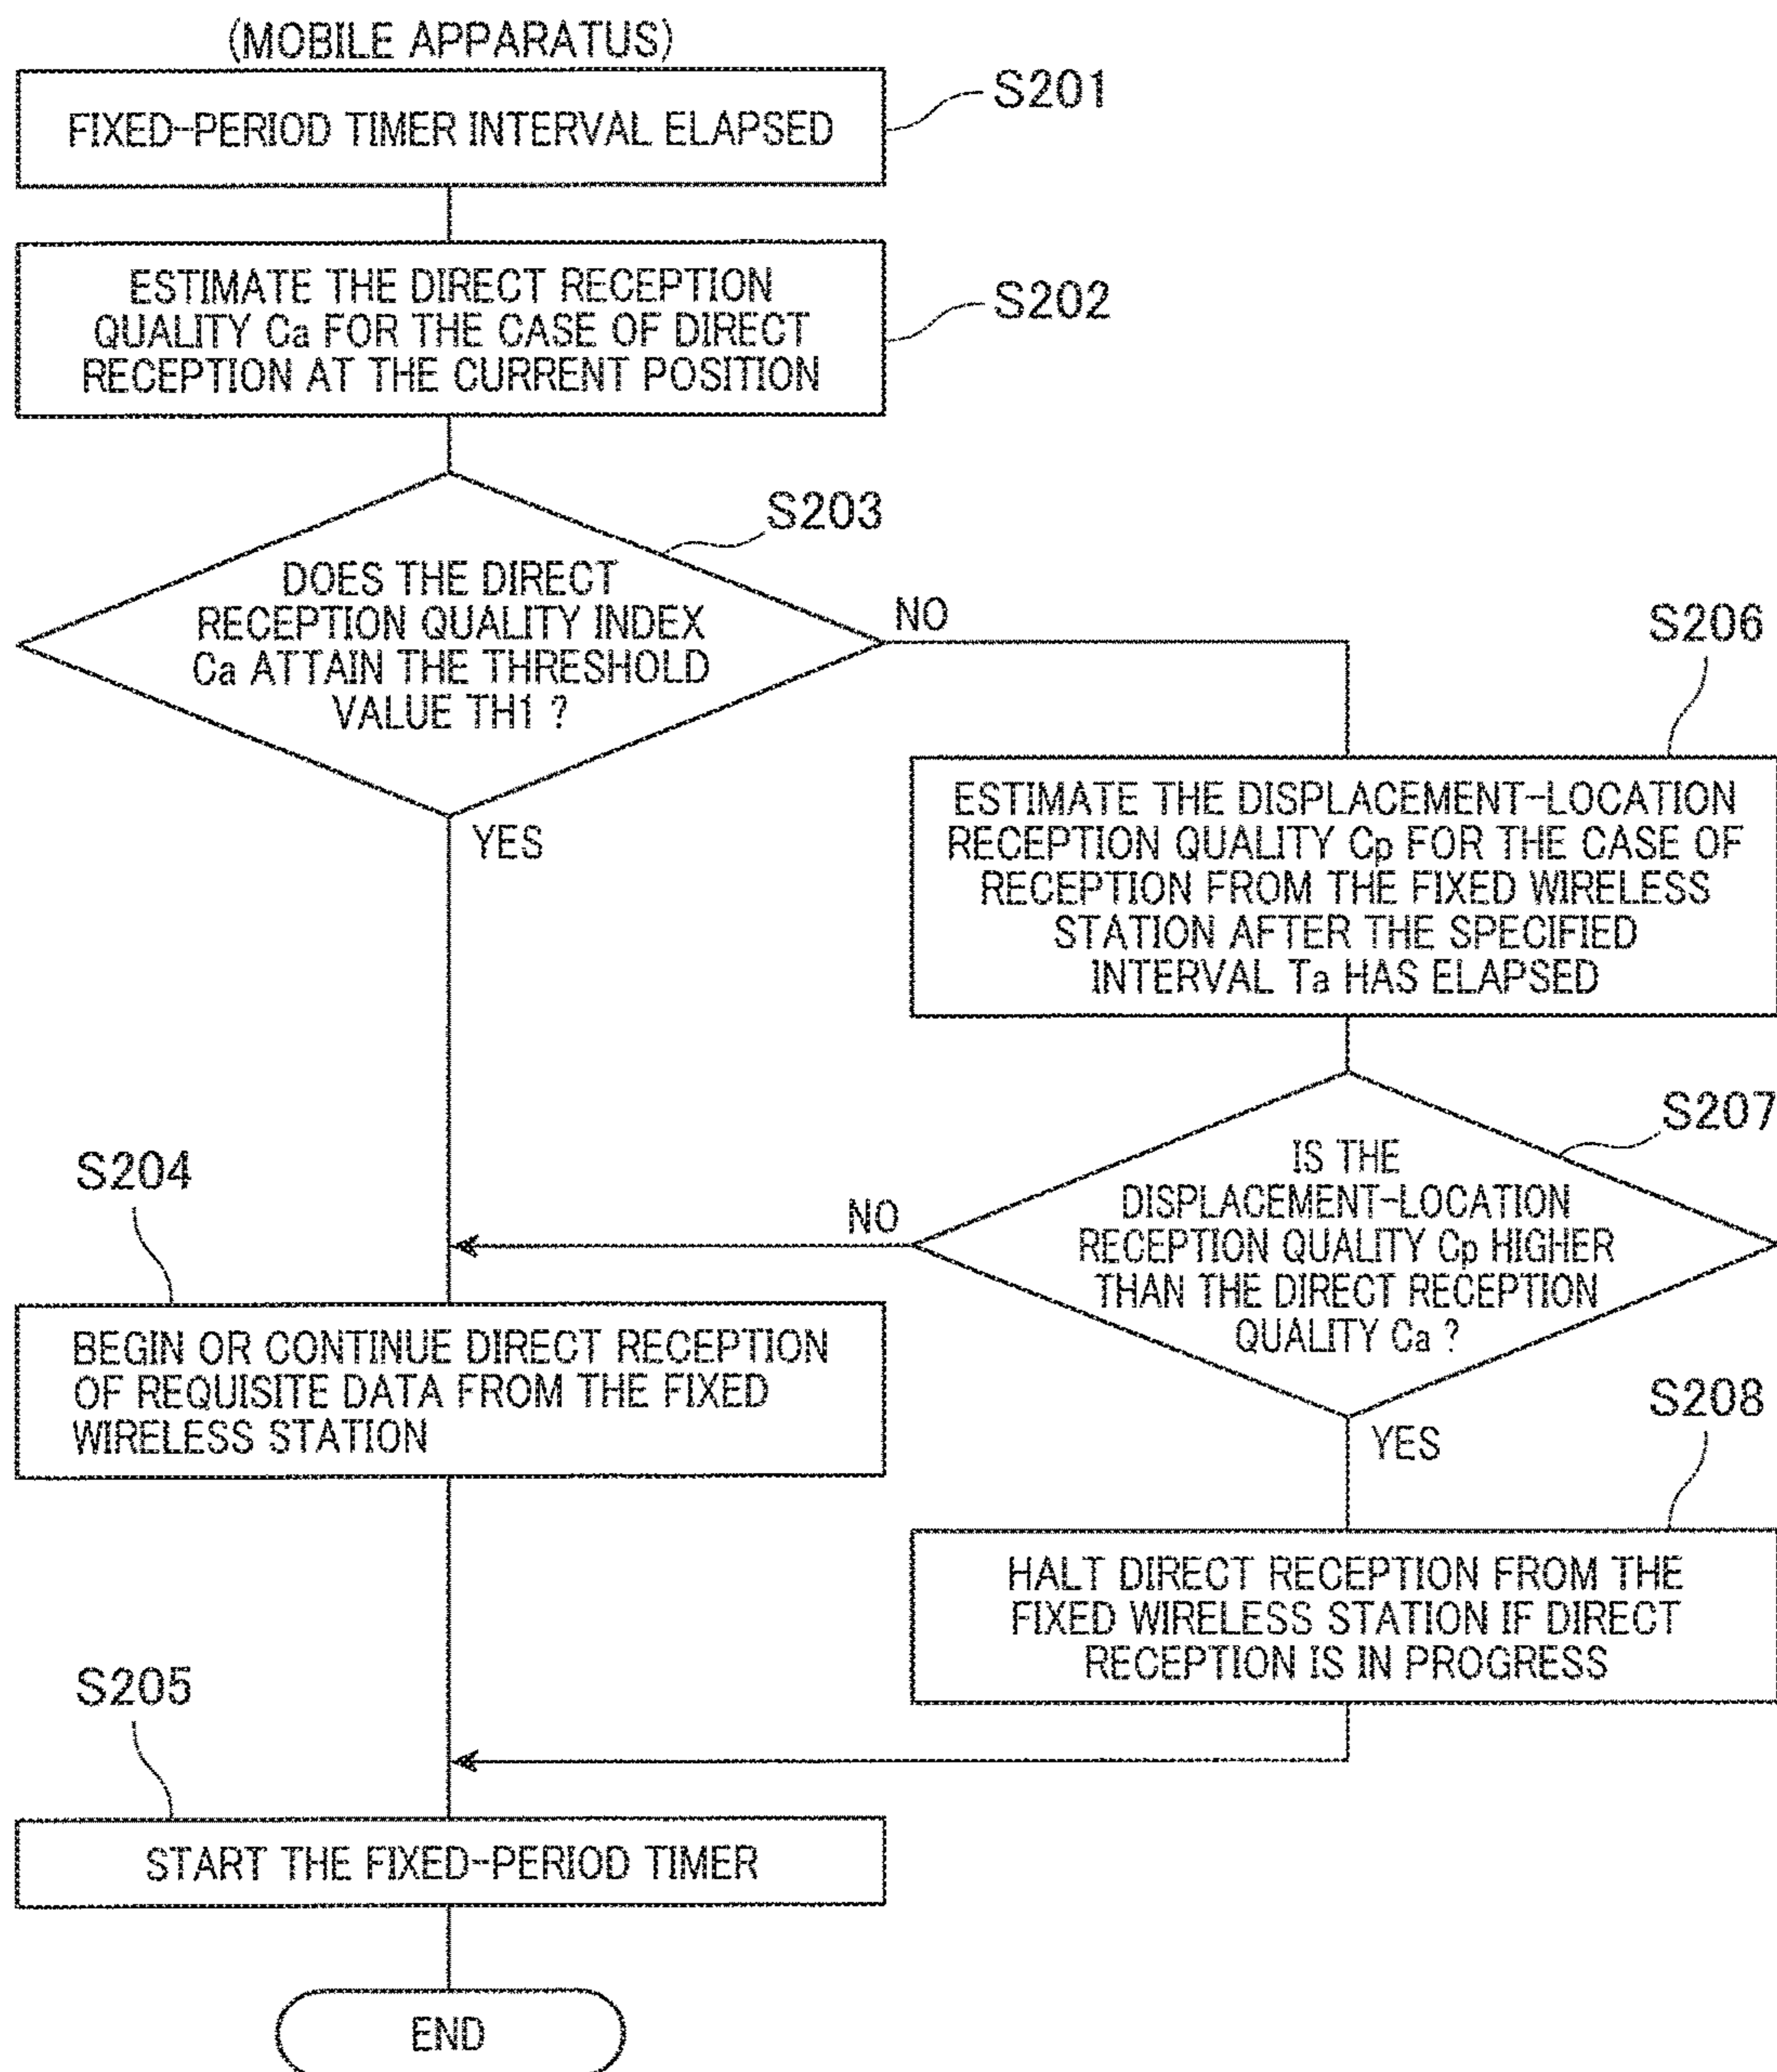 (MOBILE APPARATUS)
S201
FIXED-PERIOD TIMER INTERVAL ELAPSED
S202
ESTIMATE THE DIRECT RECEPTION
QUALITY Ca FOR THE CASE OF DIRECT
RECEPTION AT THE CURRENT POSITION
S203
DOES THE DIRECT
RECEPTION QUALITY INDEX
Ca ATTAIN THE THRESHOLD
VALUE TH1 ?
NO
YES
S206
ESTIMATE THE DISPLACEMENT-LOCATION
RECEPTION QUALITY Cp FOR THE CASE OF
RECEPTION FROM THE FIXED WIRELESS
STATION AFTER THE SPECIFIED
INTERVAL Ta HAS ELAPSED
S207
IS THE
DISPLACEMENT-LOCATION
RECEPTION QUALITY Cp HIGHER
THAN THE DIRECT RECEPTION
QUALITY Ca ?
NO
YES
S204
BEGIN OR CONTINUE DIRECT RECEPTION
OF REQUISITE DATA FROM THE FIXED
WIRELESS STATION
S208
HALT DIRECT RECEPTION FROM THE
FIXED WIRELESS STATION IF DIRECT
RECEPTION IS IN PROGRESS
S205
START THE FIXED-PERIOD TIMER
END